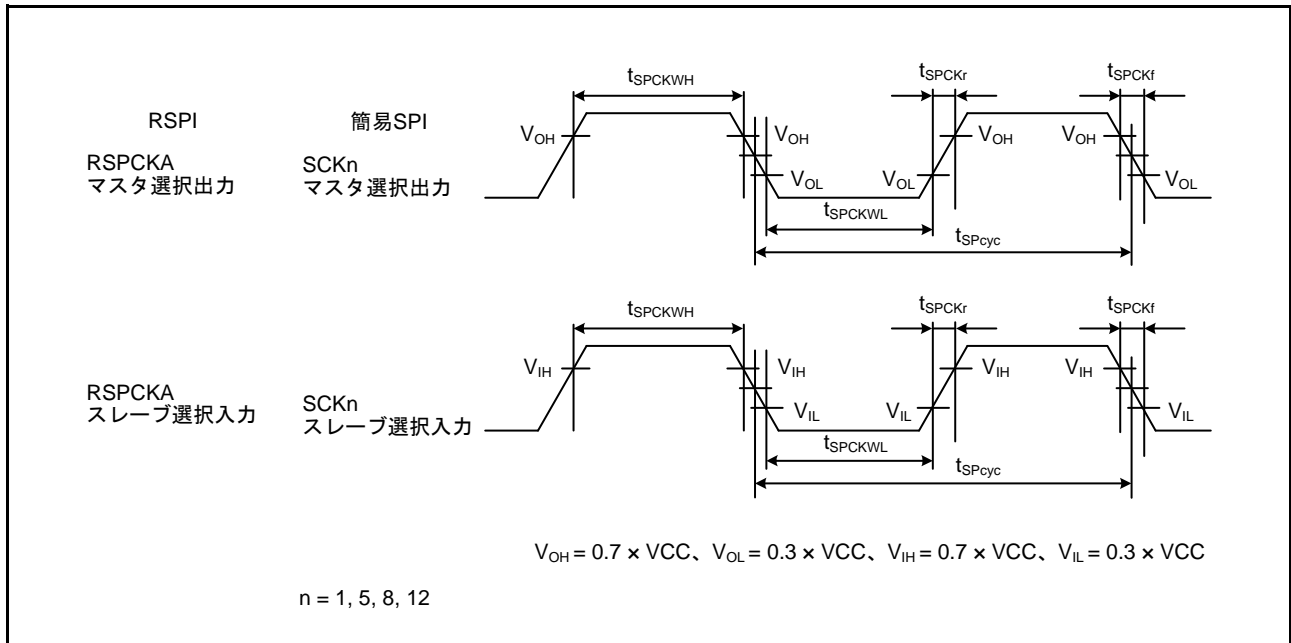 RSPI
簡易SPI
RSPCKA
マスタ選択出力
SCKn
マスタ選択出力
tSPCKWH
tSPCKr
tSPCKf
VOH
VOH
VOH
VOH
VOL
VOL
VOL
tSPCKWL
tSPcyc
RSPCKA
スレーブ選択入力
SCKn
スレーブ選択入力
tSPCKWH
tSPCKr
tSPCKf
VIH
VIH
VIH
VIH
VIL
VIL
VIL
tSPCKWL
tSPcyc
VOH = 0.7 × VCC、VOL = 0.3 × VCC、VIH = 0.7 × VCC、VIL = 0.3 × VCC
n = 1, 5, 8, 12